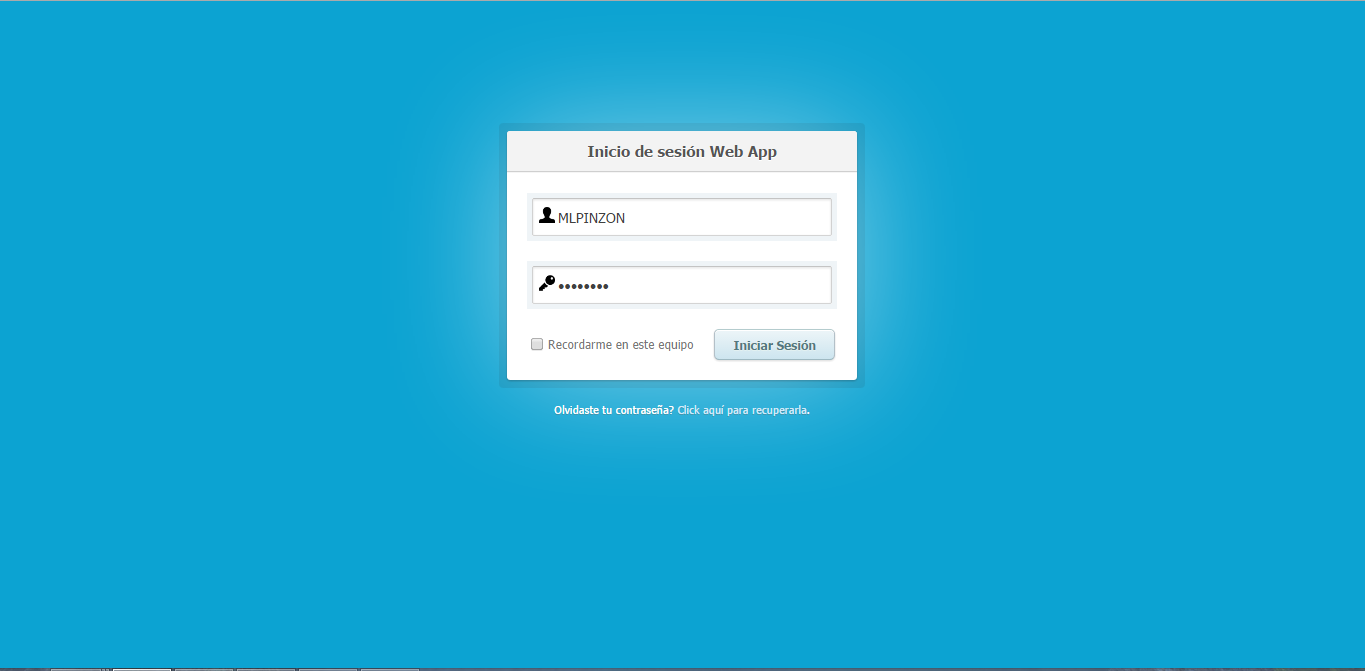 Inicio de sesión Web App
MLPINZON
••••••••
Recordarme en este equipo
Iniciar Sesión
Olvidaste tu contraseña? Click aquí para recuperarla.